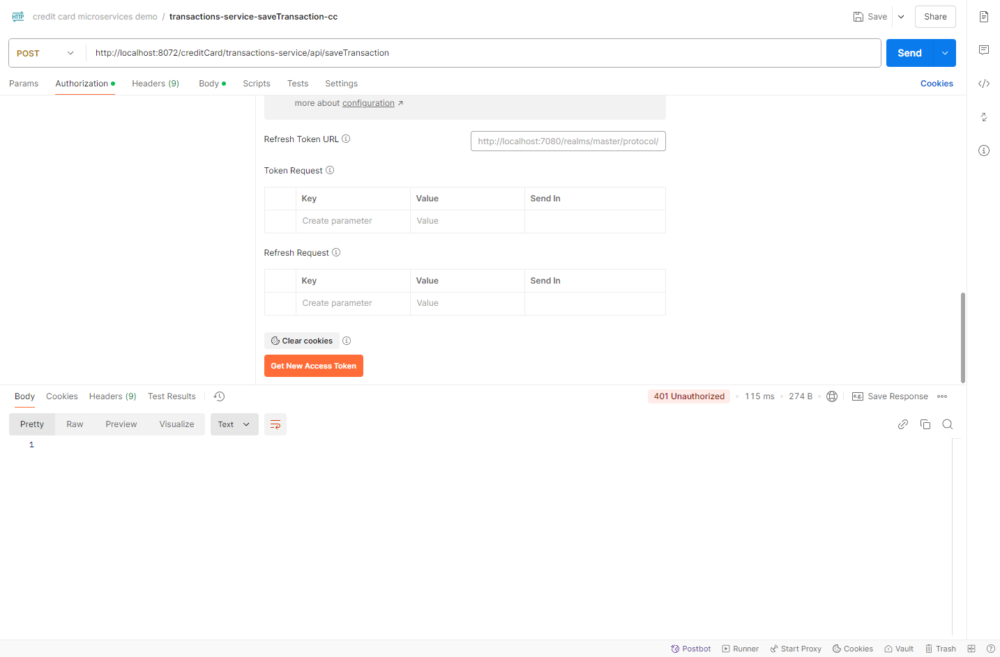 HTTP credit card microservices demo / transactions-service-saveTransaction-cc Save Share
POST http://localhost:8072/creditCard/transactions-service/api/saveTransaction Send
Params Authorization Headers (9) Body Scripts Tests Settings Cookies
more about configuration ↗
Refresh Token URL http://localhost:7080/realms/master/protocol/
Token Request
Key Value Send In
Create parameter Value
Refresh Request
Key Value Send In
Create parameter Value
Clear cookies
Get New Access Token
Body Cookies Headers (9) Test Results 401 Unauthorized • 115 ms • 274 B • e.g. Save Response
Pretty Raw Preview Visualize Text
1
Postbot Runner Start Proxy Cookies Vault Trash